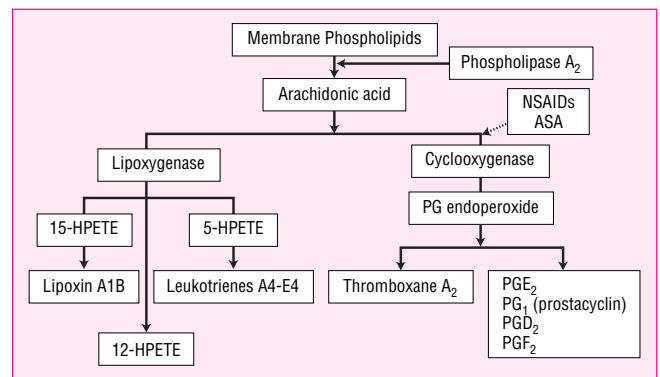 Membrane Phospholipids
Phospholipase A₂
Arachidonic acid
NSAIDs
ASA
Lipoxygenase
Cyclooxygenase
15-HPETE
5-HPETE
PG endoperoxide
Lipoxin A1B
Leukotrienes A4-E4
Thromboxane A₂
PGE₂
PG₁ (prostacyclin)
PGD₂
PGF₂
12-HPETE